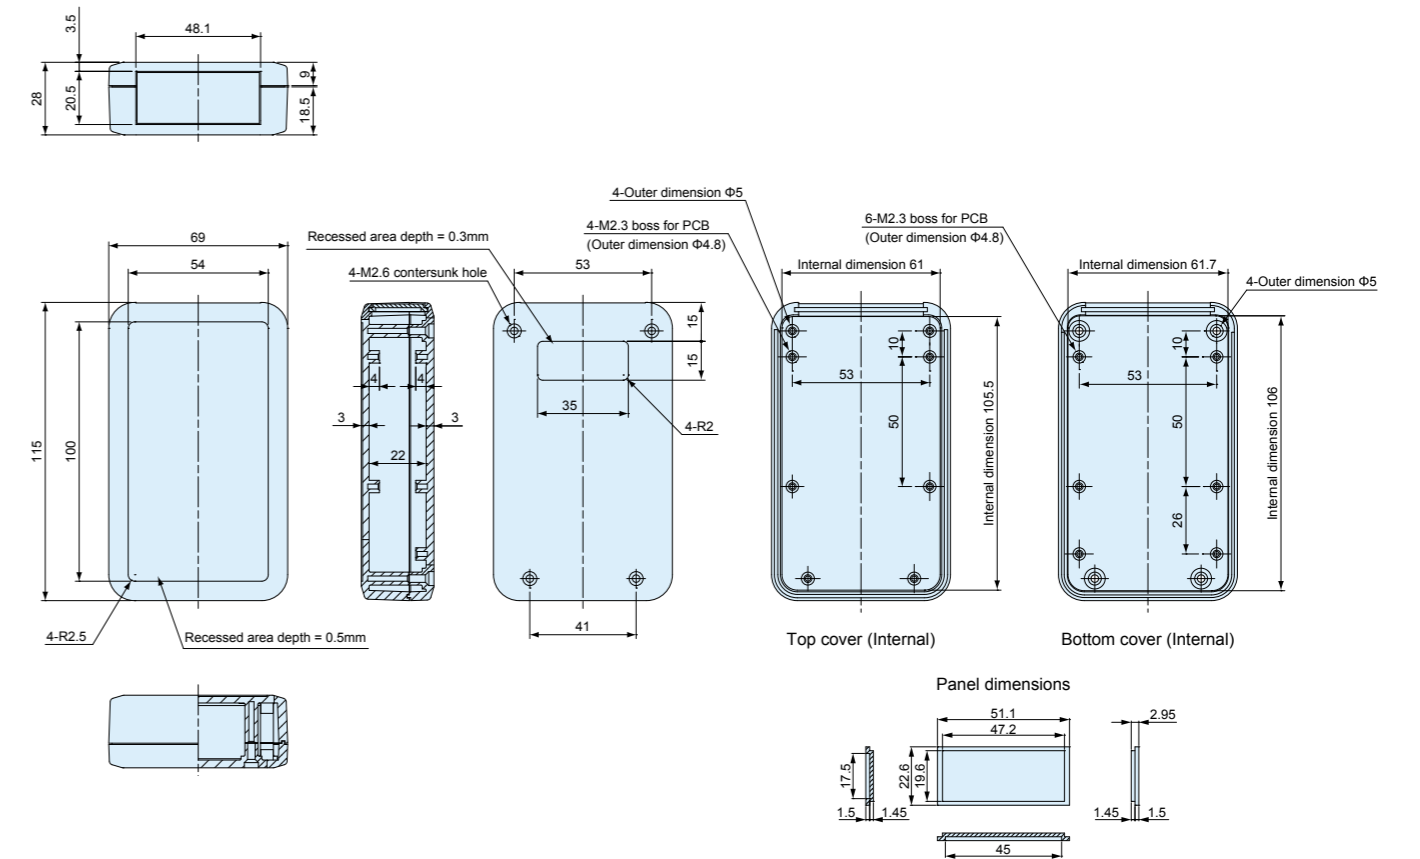 3.5
48.1
28
20.5
9
18.5
4-Outer dimension Φ5
4-M2.3 boss for PCB
(Outer dimension Φ4.8)
6-M2.3 boss for PCB
(Outer dimension Φ4.8)
69
54
Recessed area depth = 0.3mm
4-M2.6 contersunk hole
53
Internal dimension 61
Internal dimension 61.7
4-Outer dimension Φ5
15
15
10
10
4
4
53
53
35
3
3
4-R2
50
50
115
100
22
Internal dimension 105.5
Internal dimension 106
26
41
4-R2.5
Recessed area depth = 0.5mm
Top cover (Internal)
Bottom cover (Internal)
Panel dimensions
51.1
47.2
2.95
17.5
22.6
19.6
1.5
1.45
1.45
1.5
45